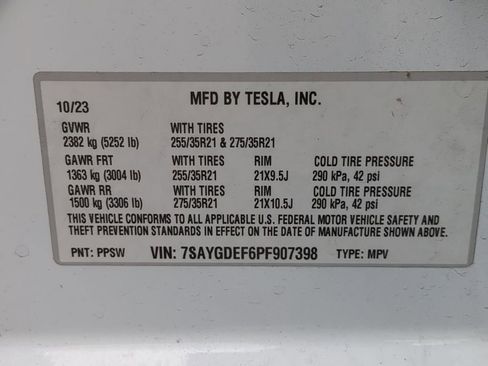 MFD BY TESLA, INC.
10/23
GVWR WITH TIRES
2382 kg (5252 lb) 255/35R21 & 275/35R21
GAWR FRT WITH TIRES RIM COLD TIRE PRESSURE
1363 kg (3004 lb) 255/35R21 21X9.5J 290 kPa, 42 psi
GAWR RR WITH TIRES RIM COLD TIRE PRESSURE
1500 kg (3306 lb) 275/35R21 21X10.5J 290 kPa, 42 psi
THIS VEHICLE CONFORMS TO ALL APPLICABLE U.S. FEDERAL MOTOR VEHICLE SAFETY AND
THEFT PREVENTION STANDARDS IN EFFECT ON THE DATE OF MANUFACTURE SHOWN ABOVE.
PNT: PPSW VIN: 7SAYGDEF6PF907398 TYPE: MPV